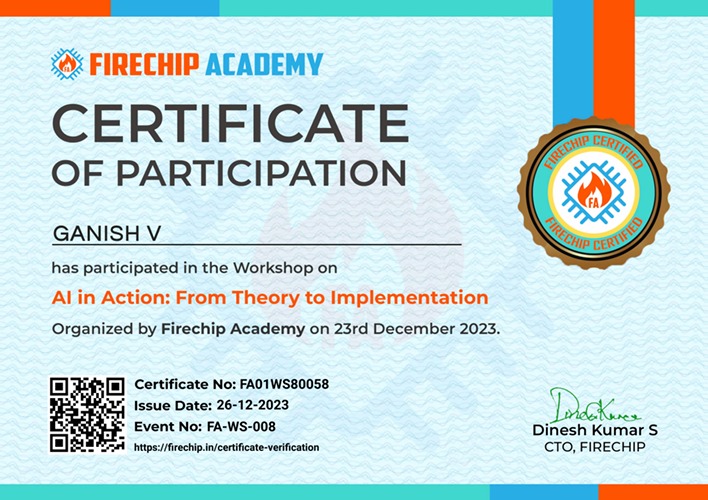 FIRECHIP ACADEMY
CERTIFICATE
OF PARTICIPATION
FIRECHIP CERTIFIED
FA
FIRECHIP CERTIFIED
GANISH V
has participated in the Workshop on
AI in Action: From Theory to Implementation
Organized by Firechip Academy on 23rd December 2023.
Certificate No: FA01WS80058
Issue Date: 26-12-2023
Event No: FA-WS-008
https://firechip.in/certificate-verification
Dinesh Kumar S
CTO, FIRECHIP